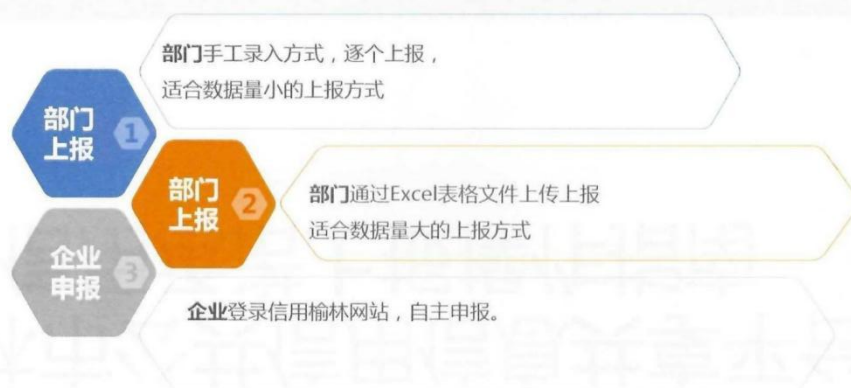 部门手工录入方式，逐个上报，
适合数据量小的上报方式
部门
上报
1
部门
上报
2
部门通过Excel表格文件上传上报
适合数据量大的上报方式
企业
申报
3
企业登录信用榆林网站，自主申报。